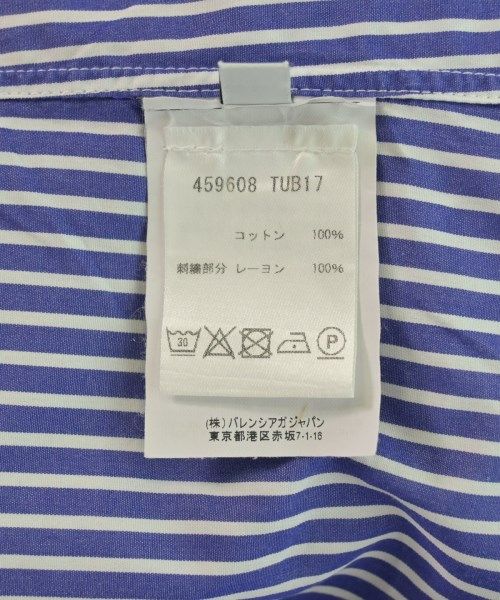 459608 TUB17
コットン 100%
刺繍部分 レーヨン 100%
30 P
(株)バレンシアガジャパン
東京都港区赤坂7-1-16